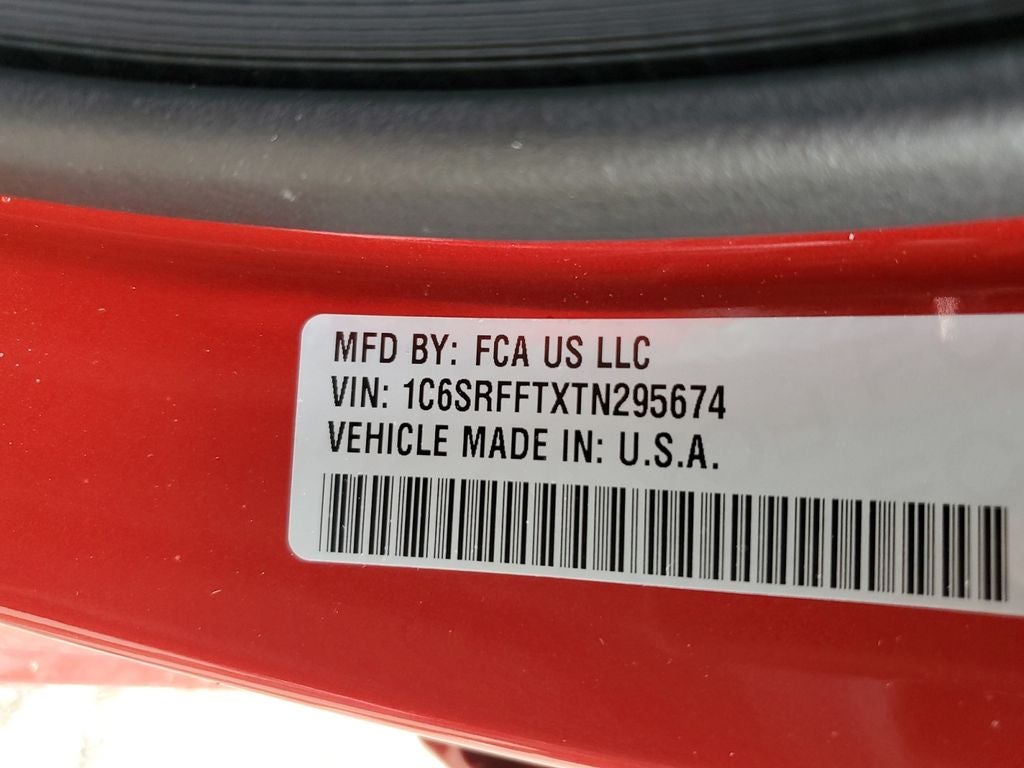 MFD BY: FCA US LLC
VIN: 1C6SRFFTXTN295674
VEHICLE MADE IN: U.S.A.